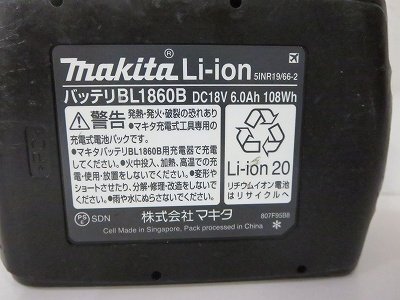 makita® Li-ion 5INR19/66-2
バッテリBL1860B DC18V 6.0Ah 108Wh
警告 発熱・発火・破裂の恐れあり
●マキタ充電式工具専用の
充電式電池パックです。
●マキタバッテリBL1860B用充電器で充電
してください。●火中投入、加熱、高温での充
電・使用・放置をしないでください。●変形や
ショートさせたり、分解・修理・改造をしないで
ください。●雨や水にぬらさないでください。
Li-ion 20
リチウムイオン電池
はリサイクルへ
PS E SDN
株式会社マキタ
807F95B8
Cell Made in Singapore, Pack processed in China